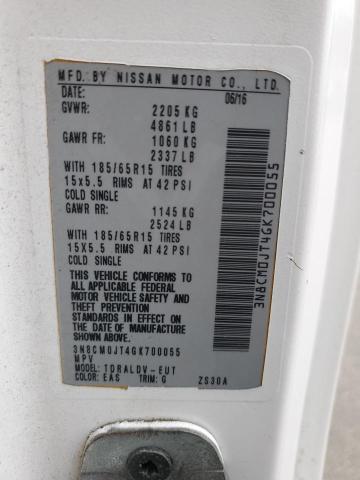 MFD. BY NISSAN MOTOR CO., LTD.
DATE: 06/16
GVWR: 2205 KG
4861 LB
GAWR FR: 1060 KG
2337 LB
WITH 185/65R15 TIRES
15x5.5 RIMS AT 42 PSI
COLD SINGLE
GAWR RR: 1145 KG
2524 LB
WITH 185/65R15 TIRES
15X5.5 RIMS AT 42 PSI
COLD SINGLE
THIS VEHICLE CONFORMS TO
ALL APPLICABLE FEDERAL
MOTOR VEHICLE SAFETY AND
THEFT PREVENTION
STANDARDS IN EFFECT ON
THE DATE OF MANUFACTURE
SHOWN ABOVE.
3N8CM0JT4GK700055
MPV
MODEL: TDRALDV-EUT
COLOR: EAS TRIM: G ZS30A
3N8CM0JT4GK700055